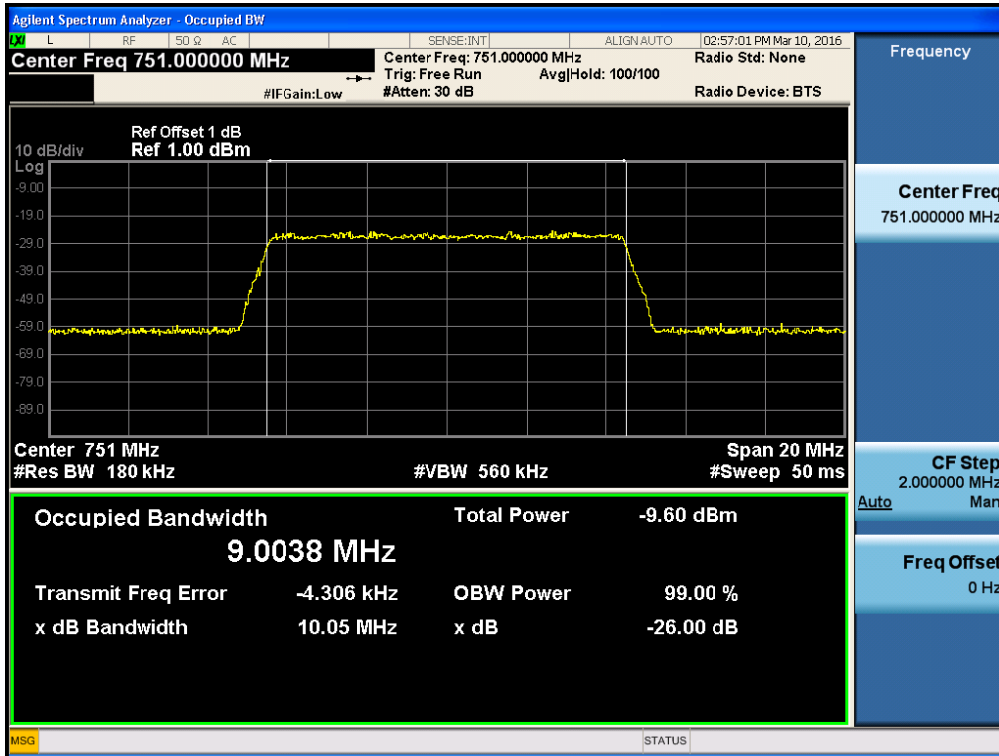 Agilent Spectrum Analyzer - Occupied BW
LXI L RF 50 Ω AC SENSE:INT ALIGN AUTO 02:57:01 PM Mar 10, 2016
Center Freq 751.000000 MHz
Center Freq: 751.000000 MHz
Radio Std: None
Trig: Free Run Avg|Hold: 100/100
#IFGain:Low
#Atten: 30 dB
Radio Device: BTS
Ref Offset 1 dB
10 dB/div Ref 1.00 dBm
Log
-9.00
-19.0
-29.0
-39.0
-49.0
-59.0
-69.0
-79.0
-89.0
Center 751 MHz Span 20 MHz
#Res BW 180 kHz #VBW 560 kHz #Sweep 50 ms
Occupied Bandwidth Total Power -9.60 dBm
9.0038 MHz
Transmit Freq Error -4.306 kHz OBW Power 99.00 %
x dB Bandwidth 10.05 MHz x dB -26.00 dB
MSG STATUS
Frequency
Center Freq
751.000000 MHz
CF Step
2.000000 MHz
Auto Man
Freq Offset
0 Hz